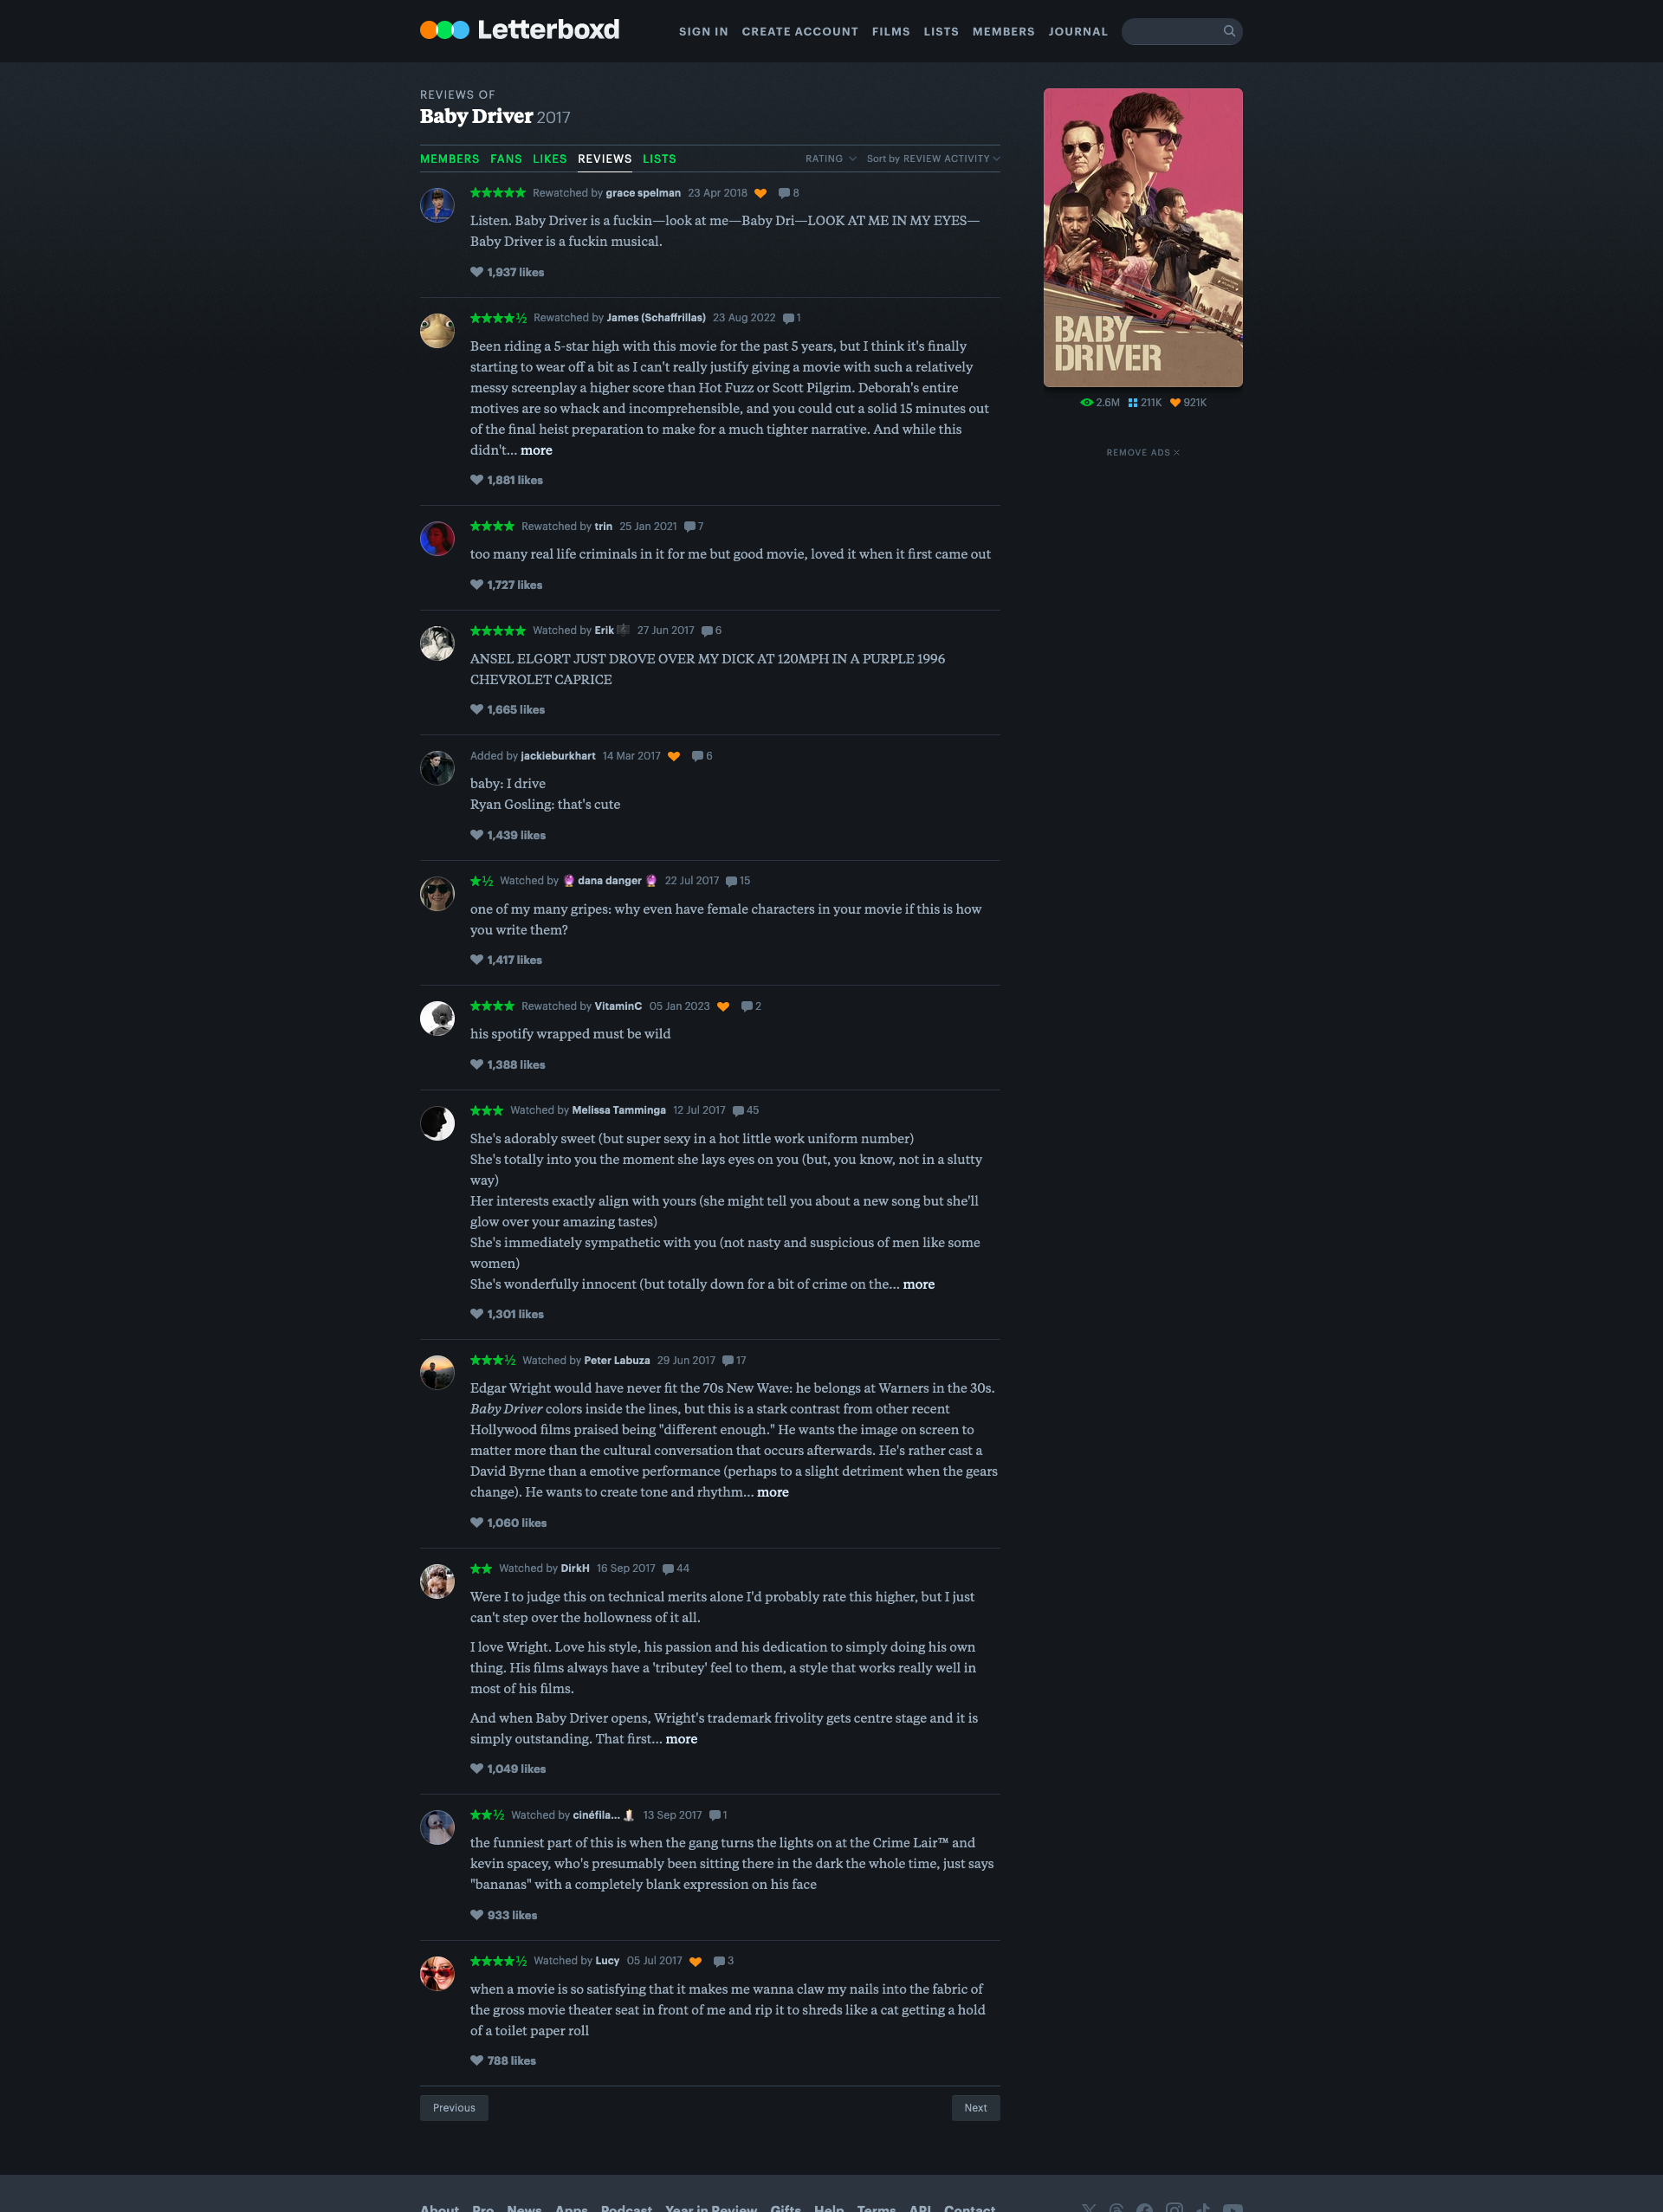 Letterboxd
SIGN IN CREATE ACCOUNT FILMS LISTS MEMBERS JOURNAL
REVIEWS OF
Baby Driver 2017
MEMBERS FANS LIKES REVIEWS LISTS
RATING Sort by REVIEW ACTIVITY
★★★★★ Rewatched by grace spelman 23 Apr 2018 8
Listen. Baby Driver is a fuckin—look at me—Baby Dri—LOOK AT ME IN MY EYES—
Baby Driver is a fuckin musical.
1,937 likes
★★★★½ Rewatched by James (Schaffrillas) 23 Aug 2022 1
Been riding a 5-star high with this movie for the past 5 years, but I think it's finally
starting to wear off a bit as I can't really justify giving a movie with such a relatively
messy screenplay a higher score than Hot Fuzz or Scott Pilgrim. Deborah's entire
motives are so whack and incomprehensible, and you could cut a solid 15 minutes out
of the final heist preparation to make for a much tighter narrative. And while this
didn't… more
1,881 likes
★★★★ Rewatched by trin 25 Jan 2021 7
too many real life criminals in it for me but good movie, loved it when it first came out
1,727 likes
★★★★★ Watched by Erik 27 Jun 2017 6
ANSEL ELGORT JUST DROVE OVER MY DICK AT 120MPH IN A PURPLE 1996
CHEVROLET CAPRICE
1,665 likes
Added by jackieburkhart 14 Mar 2017 6
baby: I drive
Ryan Gosling: that's cute
1,439 likes
★½ Watched by 🔮 dana danger 🔮 22 Jul 2017 15
one of my many gripes: why even have female characters in your movie if this is how
you write them?
1,417 likes
★★★★ Rewatched by VitaminC 05 Jan 2023 2
his spotify wrapped must be wild
1,388 likes
★★★ Watched by Melissa Tamminga 12 Jul 2017 45
She's adorably sweet (but super sexy in a hot little work uniform number)
She's totally into you the moment she lays eyes on you (but, you know, not in a slutty
way)
Her interests exactly align with yours (she might tell you about a new song but she'll
glow over your amazing tastes)
She's immediately sympathetic with you (not nasty and suspicious of men like some
women)
She's wonderfully innocent (but totally down for a bit of crime on the… more
1,301 likes
★★★½ Watched by Peter Labuza 29 Jun 2017 17
Edgar Wright would have never fit the 70s New Wave: he belongs at Warners in the 30s.
Baby Driver colors inside the lines, but this is a stark contrast from other recent
Hollywood films praised being "different enough." He wants the image on screen to
matter more than the cultural conversation that occurs afterwards. He's rather cast a
David Byrne than a emotive performance (perhaps to a slight detriment when the gears
change). He wants to create tone and rhythm… more
1,060 likes
★★ Watched by DirkH 16 Sep 2017 44
Were I to judge this on technical merits alone I'd probably rate this higher, but I just
can't step over the hollowness of it all.
I love Wright. Love his style, his passion and his dedication to simply doing his own
thing. His films always have a 'tributey' feel to them, a style that works really well in
most of his films.
And when Baby Driver opens, Wright's trademark frivolity gets centre stage and it is
simply outstanding. That first… more
1,049 likes
★★½ Watched by cinéfila... 13 Sep 2017 1
the funniest part of this is when the gang turns the lights on at the Crime Lair™ and
kevin spacey, who's presumably been sitting there in the dark the whole time, just says
"bananas" with a completely blank expression on his face
933 likes
★★★★½ Watched by Lucy 05 Jul 2017 3
when a movie is so satisfying that it makes me wanna claw my nails into the fabric of
the gross movie theater seat in front of me and rip it to shreds like a cat getting a hold
of a toilet paper roll
788 likes
Previous Next
BABY
DRIVER
2.6M 211K 921K
REMOVE ADS
About Pro News Apps Podcast Year in Review Gifts Help Terms API Contact